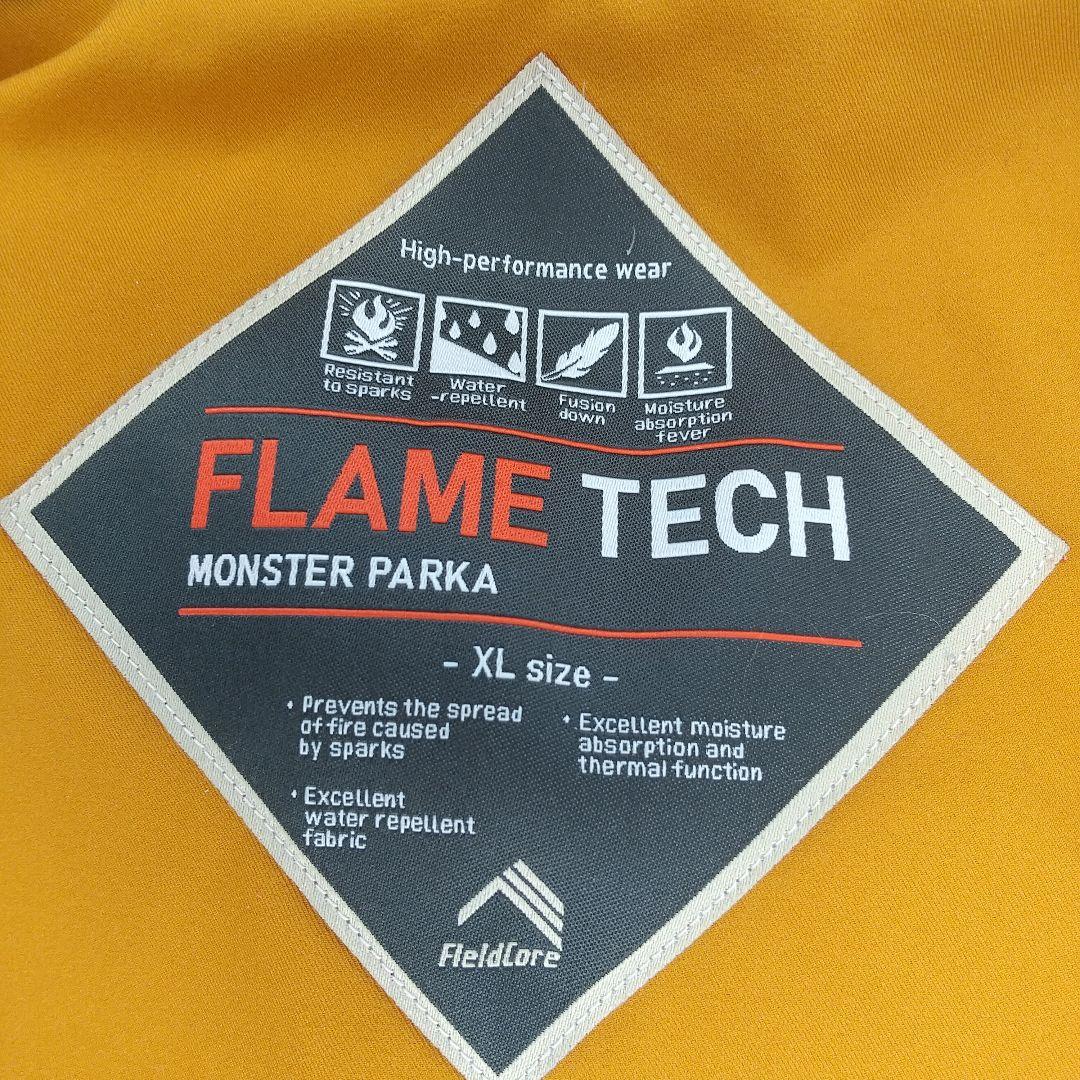 High-performance wear
Resistant
to sparks
Water
-repellent
Fusion
down
Moisture
absorption
fever
FLAME TECH
MONSTER PARKA
- XL size -
• Prevents the spread
of fire caused
by sparks
• Excellent
water repellent
fabric
• Excellent moisture
absorption and
thermal function
FieldCore